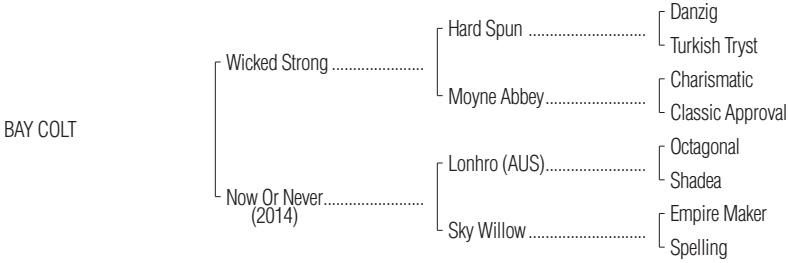 Danzig
Hard Spun ............................
Turkish Tryst
Wicked Strong ......................
Charismatic
Moyne Abbey........................
Classic Approval
BAY COLT
Octagonal
Lonhro (AUS)........................
Shadea
Now Or Never........................
(2014)
Empire Maker
Sky Willow ............................
Spelling